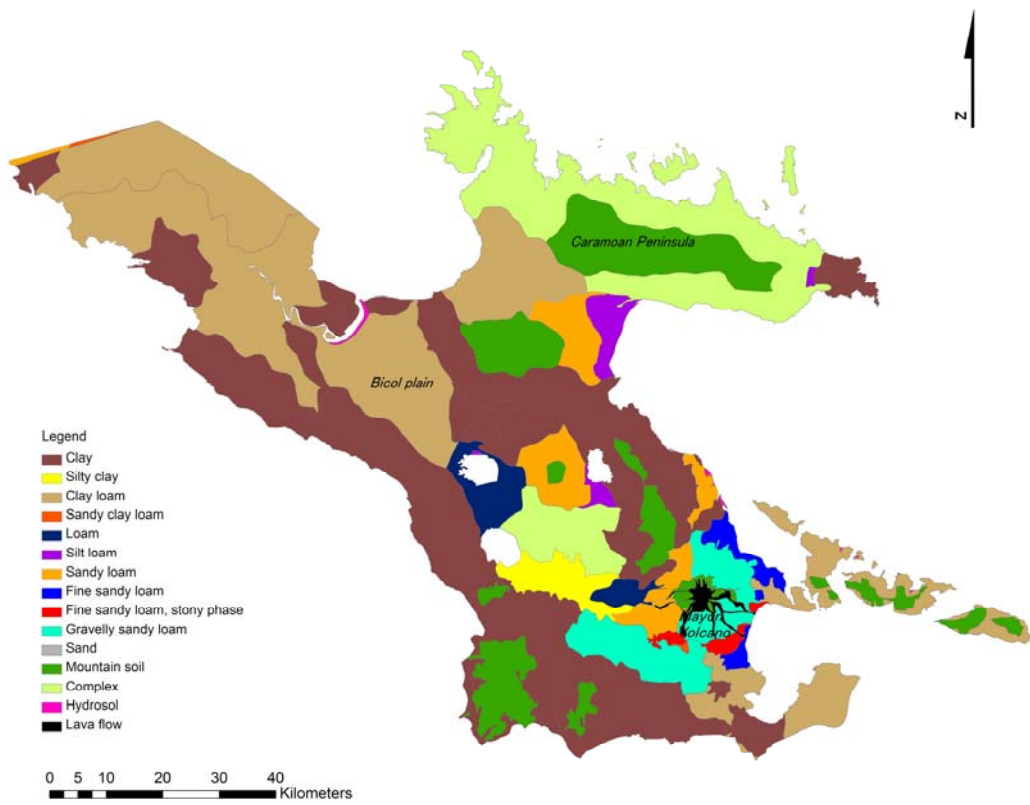 N
Caramoan Peninsula
Bicol plain
Mayon
Volcano
Legend
Clay
Silty clay
Clay loam
Sandy clay loam
Loam
Silt loam
Sandy loam
Fine sandy loam
Fine sandy loam, stony phase
Gravelly sandy loam
Sand
Mountain soil
Complex
Hydrosol
Lava flow
0 5 10 20 30 40
Kilometers